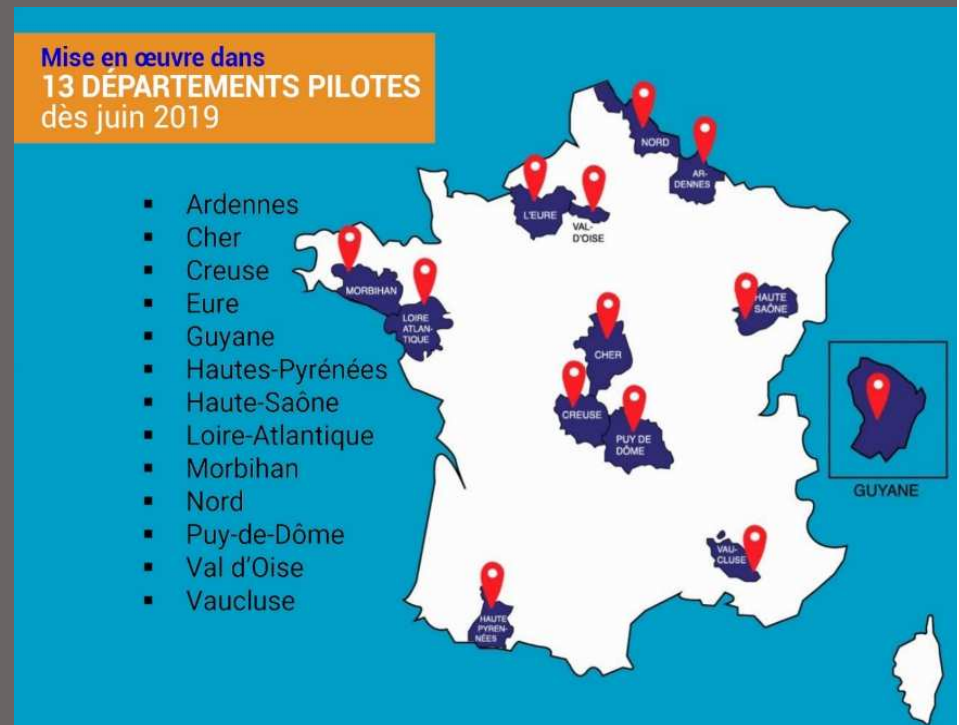 Mise en œuvre dans
13 DÉPARTEMENTS PILOTES
dès juin 2019
▪ Ardennes
▪ Cher
▪ Creuse
▪ Eure
▪ Guyane
▪ Hautes-Pyrénées
▪ Haute-Saône
▪ Loire-Atlantique
▪ Morbihan
▪ Nord
▪ Puy-de-Dôme
▪ Val d’Oise
▪ Vaucluse
NORD
AR-
DENNES
L'EURE
VAL-
D'OISE
MORBIHAN
LOIRE
ATLAN-
TIQUE
HAUTE
SAÔNE
CHER
CREUSE
PUY DE
DÔME
GUYANE
VAU-
CLUSE
HAUTE
PYREN-
NÉES